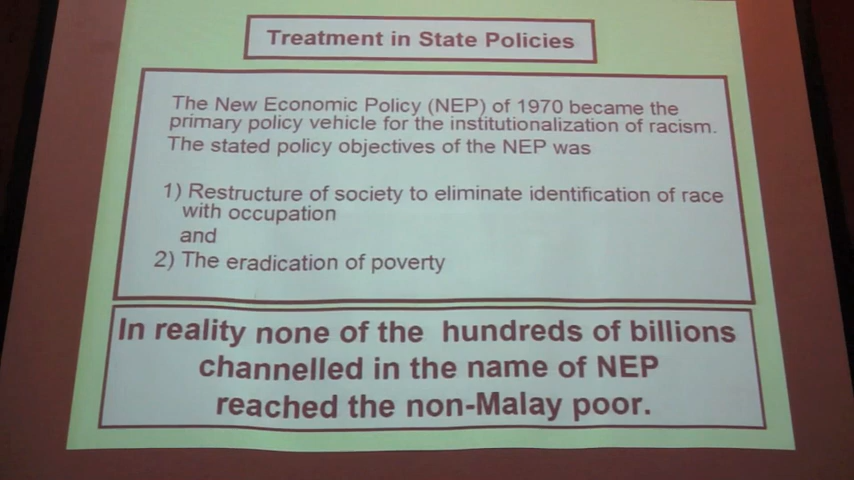 Treatment in State Policies
The New Economic Policy (NEP) of 1970 became the
primary policy vehicle for the institutionalization of racism.
The stated policy objectives of the NEP was
1) Restructure of society to eliminate identification of race
with occupation
and
2) The eradication of poverty
In reality none of the hundreds of billions
channelled in the name of NEP
reached the non-Malay poor.